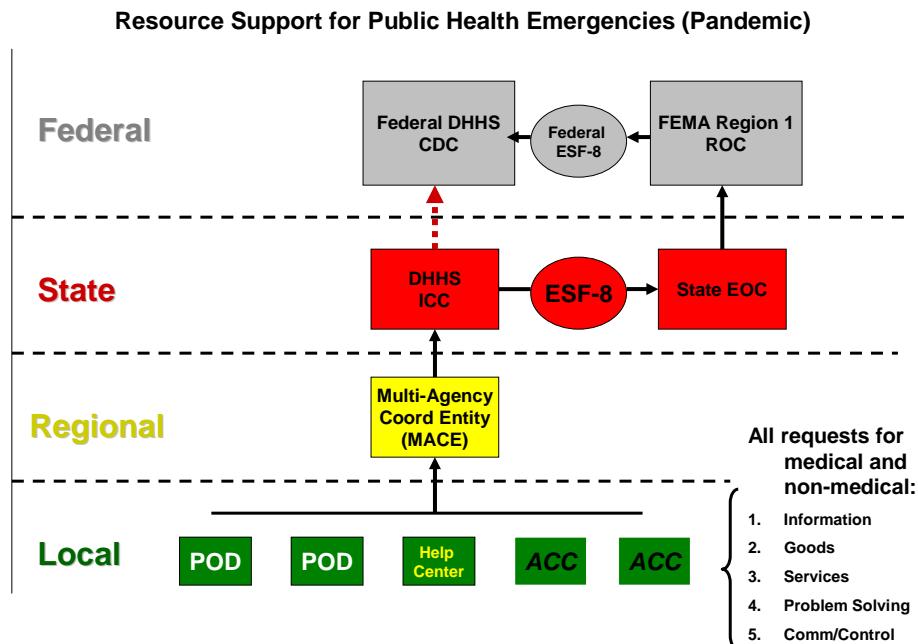 Resource Support for Public Health Emergencies (Pandemic)
Federal
Federal DHHS
CDC
Federal
ESF-8
FEMA Region 1
ROC
State
DHHS
ICC
ESF-8
State EOC
Regional
Multi-Agency
Coord Entity
(MACE)
Local
POD
POD
Help
Center
ACC
ACC
All requests for
medical and
non-medical:
1. Information
2. Goods
3. Services
4. Problem Solving
5. Comm/Control